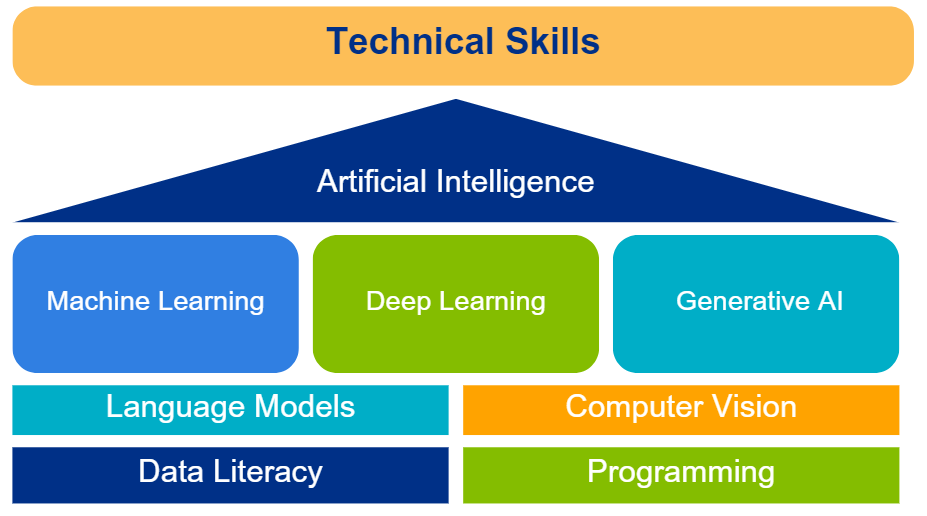 Technical Skills
Artificial Intelligence
Machine Learning
Deep Learning
Generative AI
Language Models
Computer Vision
Data Literacy
Programming